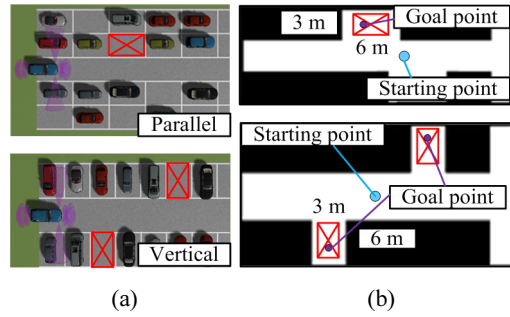 Parallel
Vertical
(a)
3 m
6 m
Goal point
Starting point
Starting point
Goal point
3 m
6 m
(b)